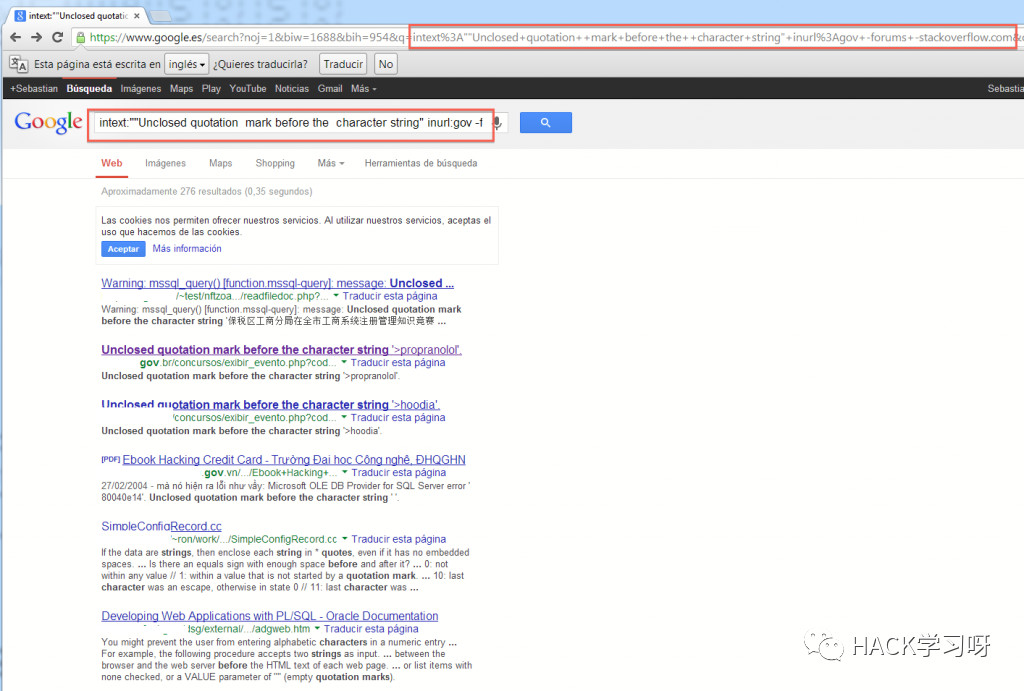 intext:""Unclosed quotatio
https://www.google.es/search?noj=1&biw=1688&bih=954&q=intext%3A""Unclosed+quotation++mark+before+the++character+string"+inurl%3Agov+-forums+-stackoverflow.com&
Esta página está escrita en inglés ¿Quieres traducirla? Traducir No
+Sebastian Búsqueda Imágenes Maps Play YouTube Noticias Gmail Más Sebastia
Google intext:""Unclosed quotation  mark before the  character string" inurl:gov -f
Web Imágenes Maps Shopping Más Herramientas de búsqueda
Aproximadamente 276 resultados (0,35 segundos)
Las cookies nos permiten ofrecer nuestros servicios. Al utilizar nuestros servicios, aceptas el
uso que hacemos de las cookies.
Aceptar Más información
Warning: mssql_query() [function.mssql-query]: message: Unclosed ...
/~test/nftzoa.../readfiledoc.php?... Traducir esta página
Warning: mssql_query() [function.mssql-query]: message: Unclosed quotation mark
before the character string '保税区工商分局在全市工商系统注册管理知识竞赛 ...
Unclosed quotation mark before the character string '>propranolol'.
gov.br/concursos/exibir_evento.php?cod... Traducir esta página
Unclosed quotation mark before the character string '>propranolol'.
Unclosed quotation mark before the character string '>hoodia'.
/concursos/exibir_evento.php?cod... Traducir esta página
Unclosed quotation mark before the character string '>hoodia'.
[PDF] Ebook Hacking Credit Card - Trường Đại học Công nghệ, ĐHQGHN
.gov.vn/.../Ebook+Hacking+... Traducir esta página
27/02/2004 - mà nó hiện ra lỗi như vầy: Microsoft OLE DB Provider for SQL Server error '
80040e14'. Unclosed quotation mark before the character string ' '.
SimpleConfigRecord.cc
~ron/work/.../SimpleConfigRecord.cc Traducir esta página
If the data are strings, then enclose each string in " quotes, even if it has no embedded
spaces. ... Is there an equals sign with enough space before and after it? ... 0: not
within any value // 1: within a value that is not started by a quotation mark. ... 10: last
character was an escape, otherwise in state 0 // 11: last character was ...
Developing Web Applications with PL/SQL - Oracle Documentation
lsg/external/.../adgweb.htm Traducir esta página
You might prevent the user from entering alphabetic characters in a numeric entry ...
For example, the following procedure accepts two strings as input. ... between the
browser and the web server before the HTML text of each web page. ... or list items with
none checked, or a VALUE parameter of "" (empty quotation marks).
HACK学习呀